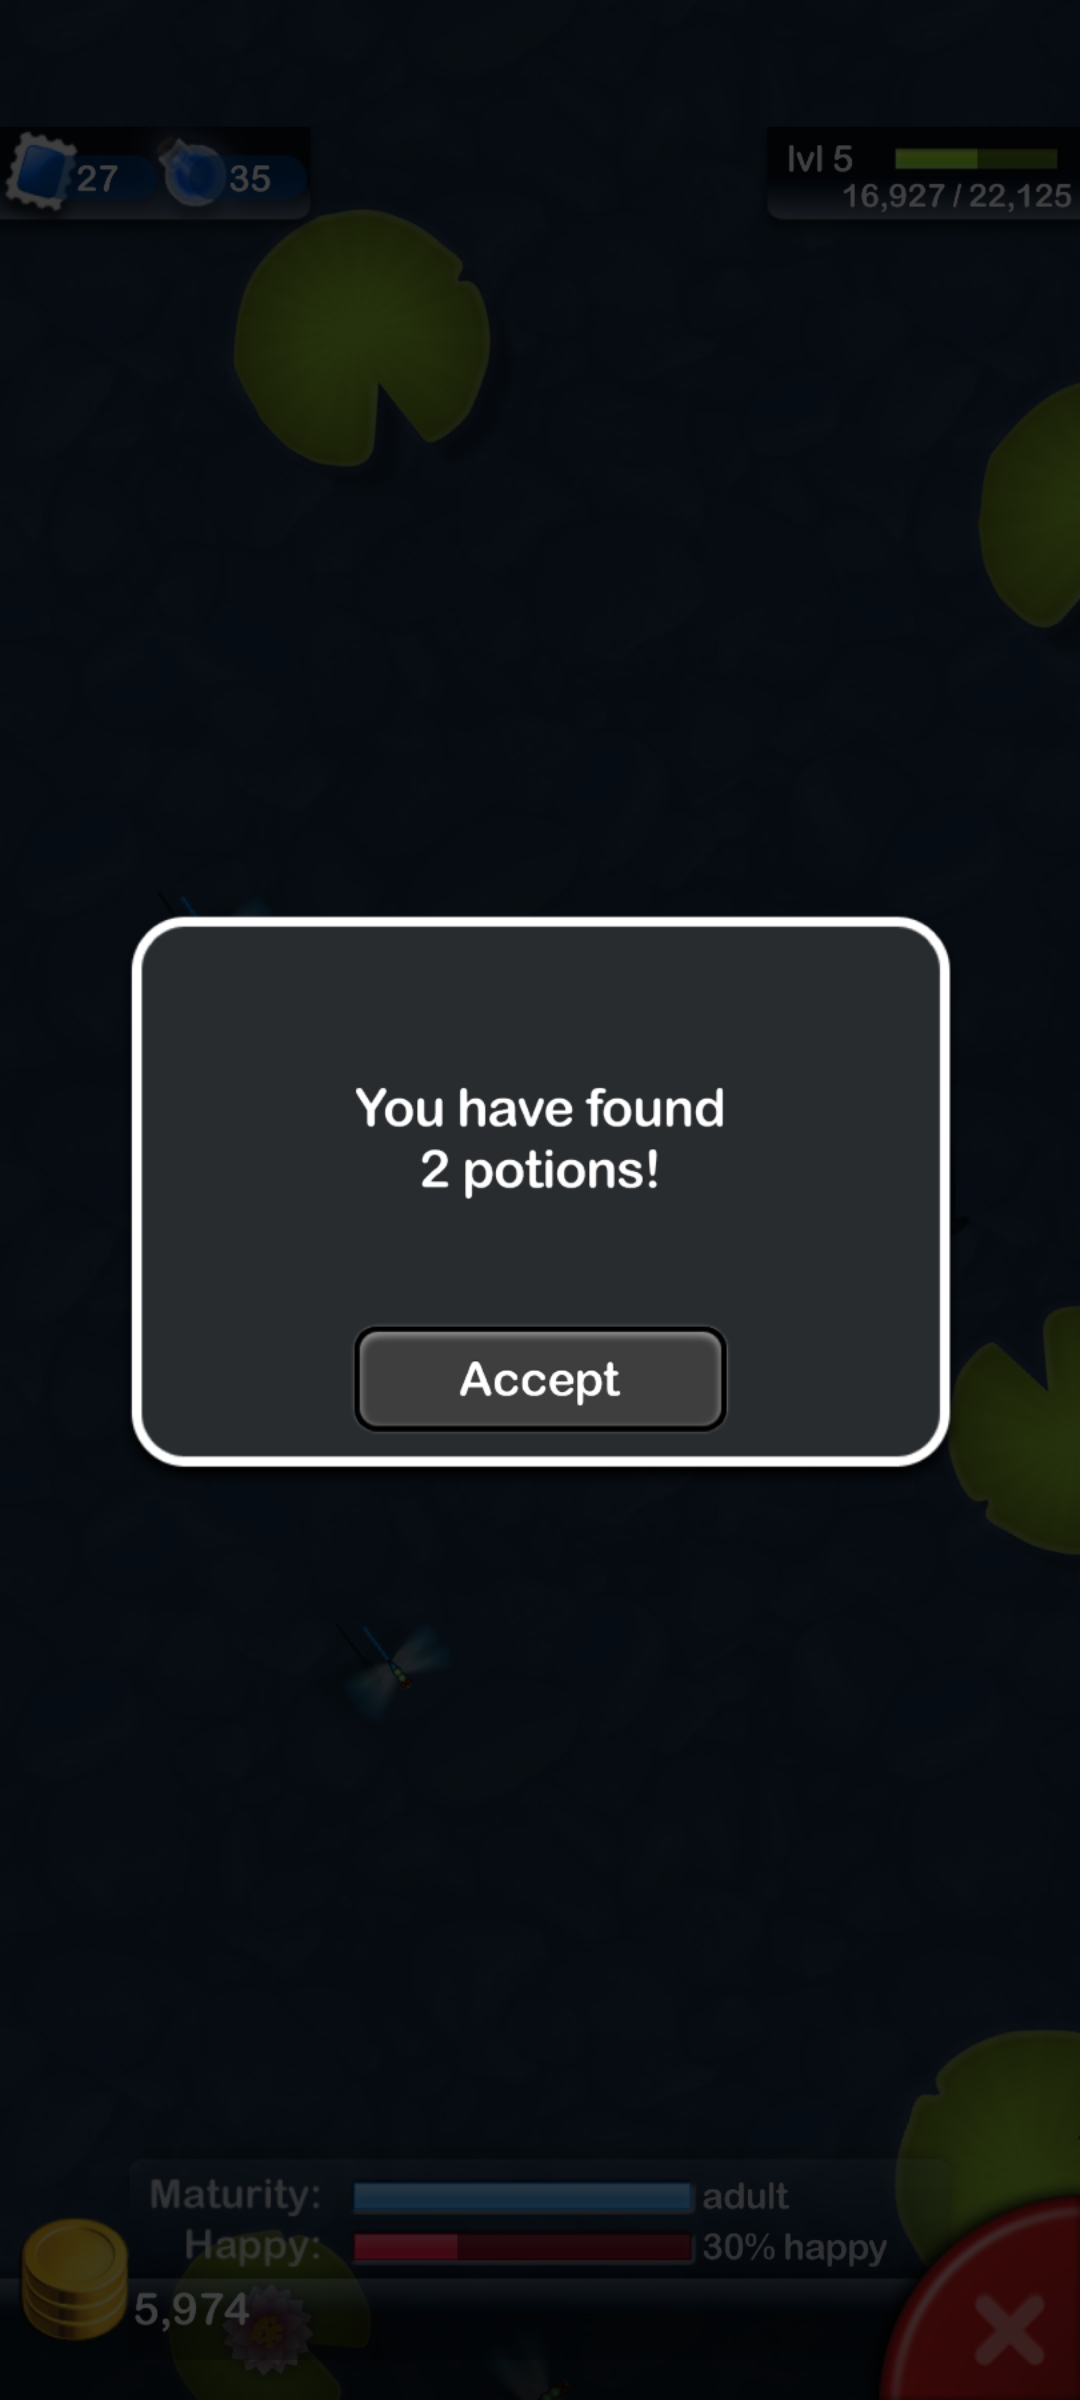 27 35
lvl 5
16,927 / 22,125
You have found
2 potions!
Accept
Maturity: adult
Happy: 30% happy
5,974